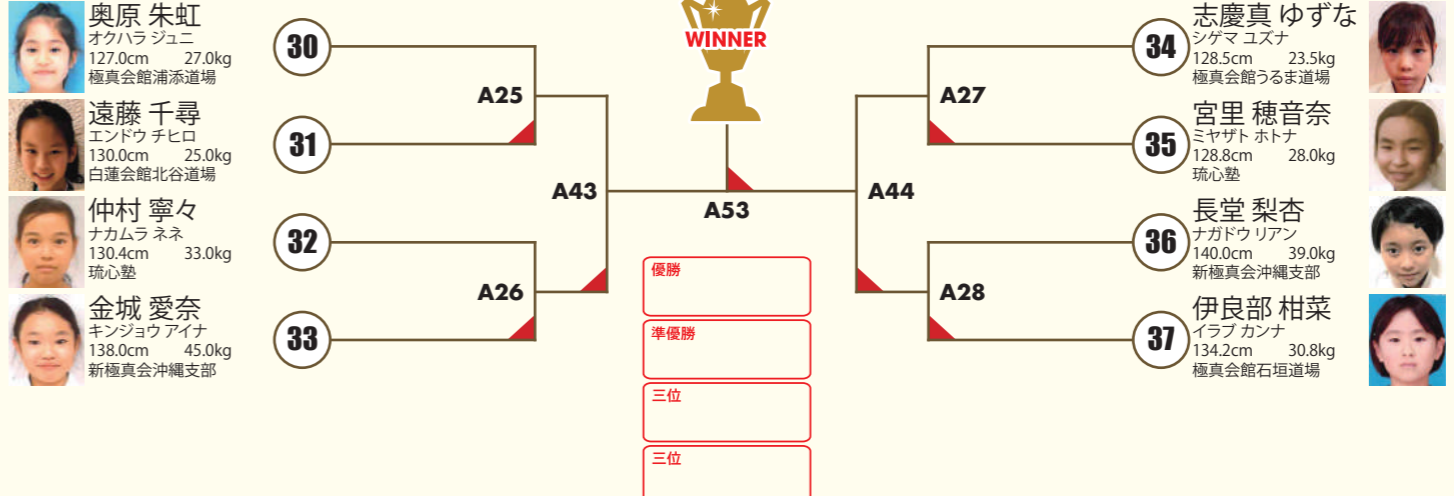 奥原 朱虹
オクハラ ジュニ
127.0cm 27.0kg
極真会館浦添道場
30
遠藤 千尋
エンドウ チヒロ
130.0cm 25.0kg
白蓮会館北谷道場
31
仲村 寧々
ナカムラ ネネ
130.4cm 33.0kg
琉心塾
32
金城 愛奈
キンジョウ アイナ
138.0cm 45.0kg
新極真会沖縄支部
33
A25
A26
A43
WINNER
A53
優勝
準優勝
三位
三位
A44
A27
A28
34
志慶真 ゆずな
シゲマ ユズナ
128.5cm 23.5kg
極真会館うるま道場
35
宮里 穂音奈
ミヤザト ホトナ
128.8cm 28.0kg
琉心塾
36
長堂 梨杏
ナガドウ リアン
140.0cm 39.0kg
新極真会沖縄支部
37
伊良部 柑菜
イラブ カンナ
134.2cm 30.8kg
極真会館石垣道場